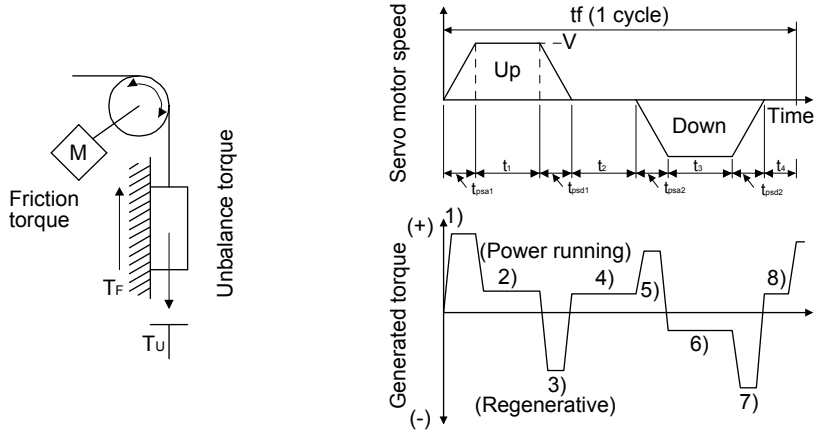 M
Friction
torque
TF
TU
Unbalance torque
Servo motor speed
tf (1 cycle)
V
Up
Down
Time
t1
t2
t3
t4
tpsa1
tpsd1
tpsa2
tpsd2
Generated torque
(+)
(-)
1)
(Power running)
2)
4)
5)
8)
6)
3)
7)
(Regenerative)